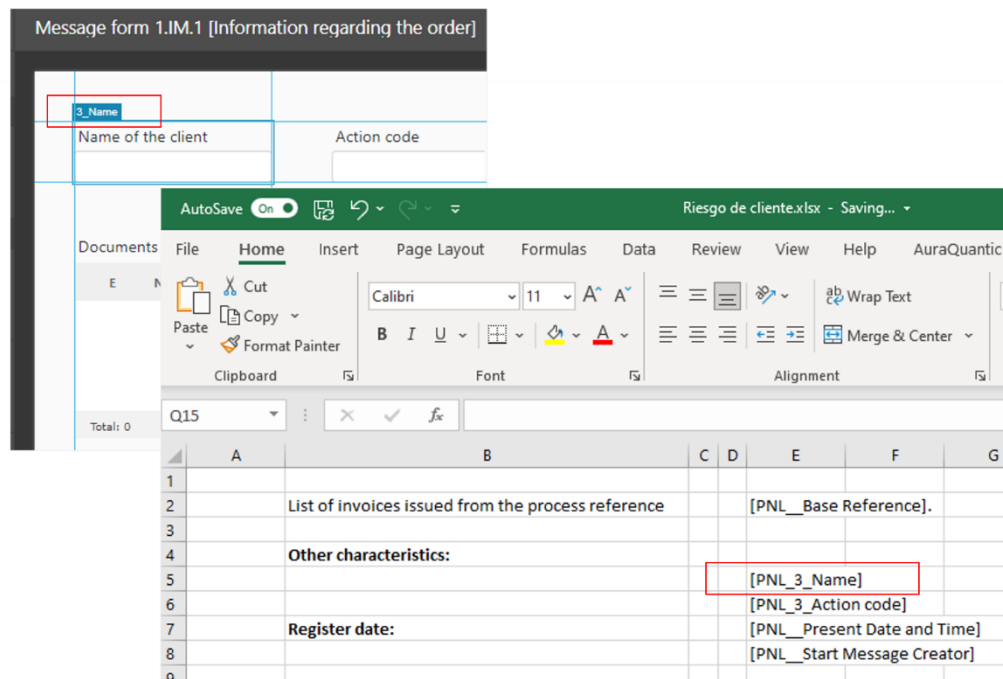 Message form 1.IM.1 [Information regarding the order]
3_Name
Name of the client
Action code
Documents
E
Total: 0
AutoSave On
Riesgo de cliente.xlsx - Saving...
File Home Insert Page Layout Formulas Data Review View Help AuraQuantic
Paste
Cut
Copy
Format Painter
Clipboard
Calibri 11
B I U A
Font
Wrap Text
Merge & Center
Alignment
Q15 fx
A B C D E F G
1
2 List of invoices issued from the process reference [PNL__Base Reference].
3
4 Other characteristics:
5 [PNL_3_Name]
6 [PNL_3_Action code]
7 Register date: [PNL__Present Date and Time]
8 [PNL__Start Message Creator]